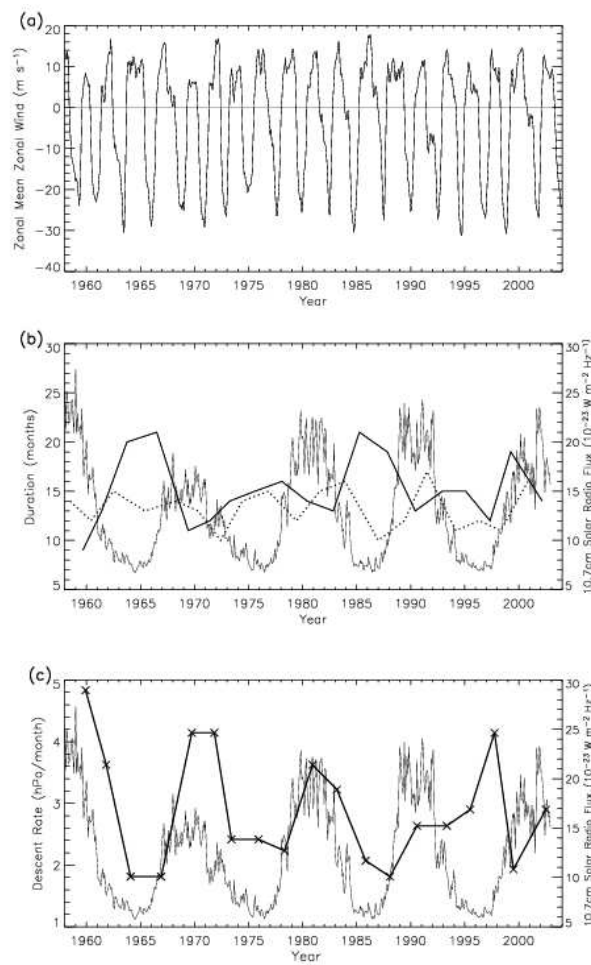 (a)
Zonal Mean Zonal Wind (m s⁻¹)
20
10
0
-10
-20
-30
-40
1960 1965 1970 1975 1980 1985 1990 1995 2000
Year
(b)
Duration (months)
30
25
20
15
10
5
30
25
20
15
10
5
10.7cm Solar Radio Flux (10⁻²³ W m⁻² Hz⁻¹)
1960 1965 1970 1975 1980 1985 1990 1995 2000
Year
(c)
Descent Rate (hPa/month)
5
4
3
2
1
30
25
20
15
10
5
10.7cm Solar Radio Flux (10⁻²³ W m⁻² Hz⁻¹)
1960 1965 1970 1975 1980 1985 1990 1995 2000
Year